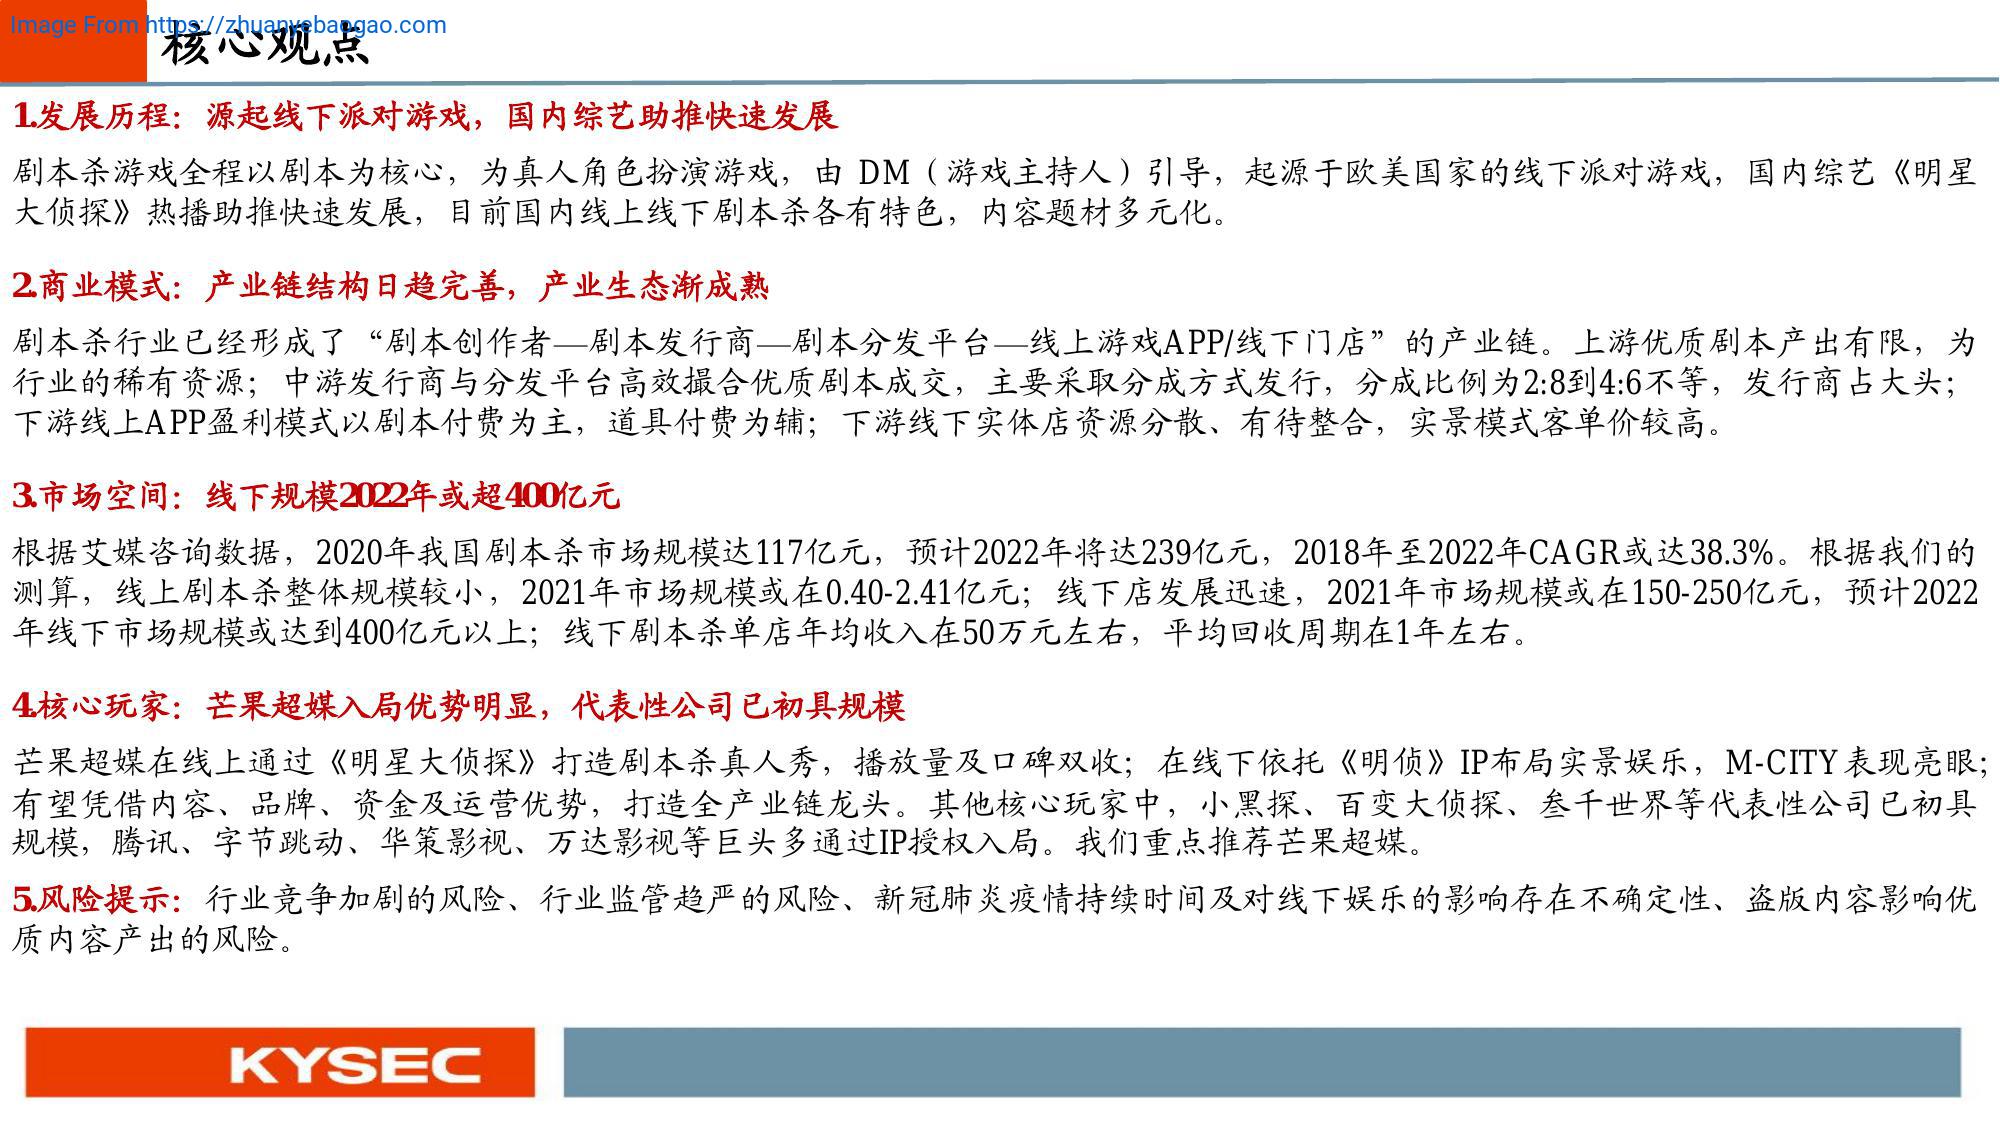 Image From https://zhuanyebaogao.com
核心观点
1.发展历程：源起线下派对游戏，国内综艺助推快速发展
剧本杀游戏全程以剧本为核心，为真人角色扮演游戏，由 DM（游戏主持人）引导，起源于欧美国家的线下派对游戏，国内综艺《明星
大侦探》热播助推快速发展，目前国内线上线下剧本杀各有特色，内容题材多元化。
2.商业模式：产业链结构日趋完善，产业生态渐成熟
剧本杀行业已经形成了“剧本创作者—剧本发行商—剧本分发平台—线上游戏APP/线下门店”的产业链。上游优质剧本产出有限，为
行业的稀有资源；中游发行商与分发平台高效撮合优质剧本成交，主要采取分成方式发行，分成比例为2:8到4:6不等，发行商占大头；
下游线上APP盈利模式以剧本付费为主，道具付费为辅；下游线下实体店资源分散、有待整合，实景模式客单价较高。
3.市场空间：线下规模2022年或超400亿元
根据艾媒咨询数据，2020年我国剧本杀市场规模达117亿元，预计2022年将达239亿元，2018年至2022年CAGR或达38.3%。根据我们的
测算，线上剧本杀整体规模较小，2021年市场规模或在0.40-2.41亿元；线下店发展迅速，2021年市场规模或在150-250亿元，预计2022
年线下市场规模或达到400亿元以上；线下剧本杀单店年均收入在50万元左右，平均回收周期在1年左右。
4.核心玩家：芒果超媒入局优势明显，代表性公司已初具规模
芒果超媒在线上通过《明星大侦探》打造剧本杀真人秀，播放量及口碑双收；在线下依托《明侦》IP布局实景娱乐，M-CITY表现亮眼；
有望凭借内容、品牌、资金及运营优势，打造全产业链龙头。其他核心玩家中，小黑探、百变大侦探、叁千世界等代表性公司已初具
规模，腾讯、字节跳动、华策影视、万达影视等巨头多通过IP授权入局。我们重点推荐芒果超媒。
5.风险提示：行业竞争加剧的风险、行业监管趋严的风险、新冠肺炎疫情持续时间及对线下娱乐的影响存在不确定性、盗版内容影响优
质内容产出的风险。
KYSEC